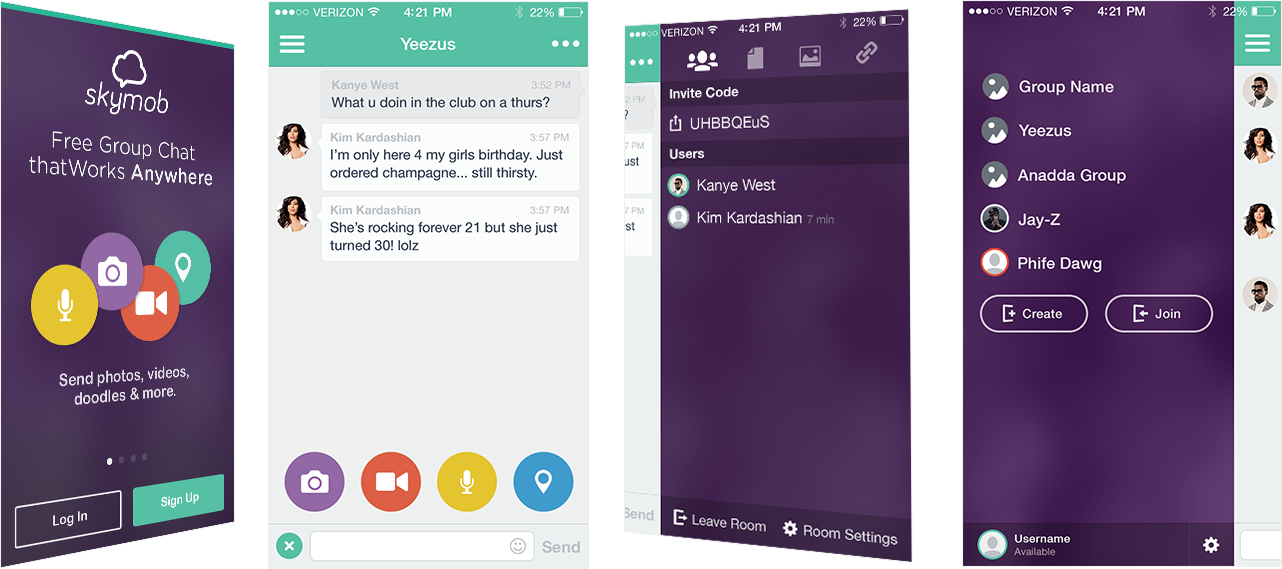 skymob
Free Group Chat
thatWorks Anywhere
Send photos, videos,
doodles & more.
Log In
Sign Up
VERIZON
4:21 PM
22%
Yeezus
Kanye West
3:52 PM
What u doin in the club on a thurs?
Kim Kardashian
3:57 PM
I'm only here 4 my girls birthday. Just
ordered champagne... still thirsty.
Kim Kardashian
3:57 PM
She's rocking forever 21 but she just
turned 30! lolz
Send
VERIZON
4:21 PM
22%
2 PM
?
7 PM
ust
7 PM
st
Send
Invite Code
UHBBQEuS
Users
Kanye West
Kim Kardashian 7 min
Leave Room
Room Settings
VERIZON
4:21 PM
22%
Group Name
Yeezus
Anadda Group
Jay-Z
Phife Dawg
Create
Join
Username
Available